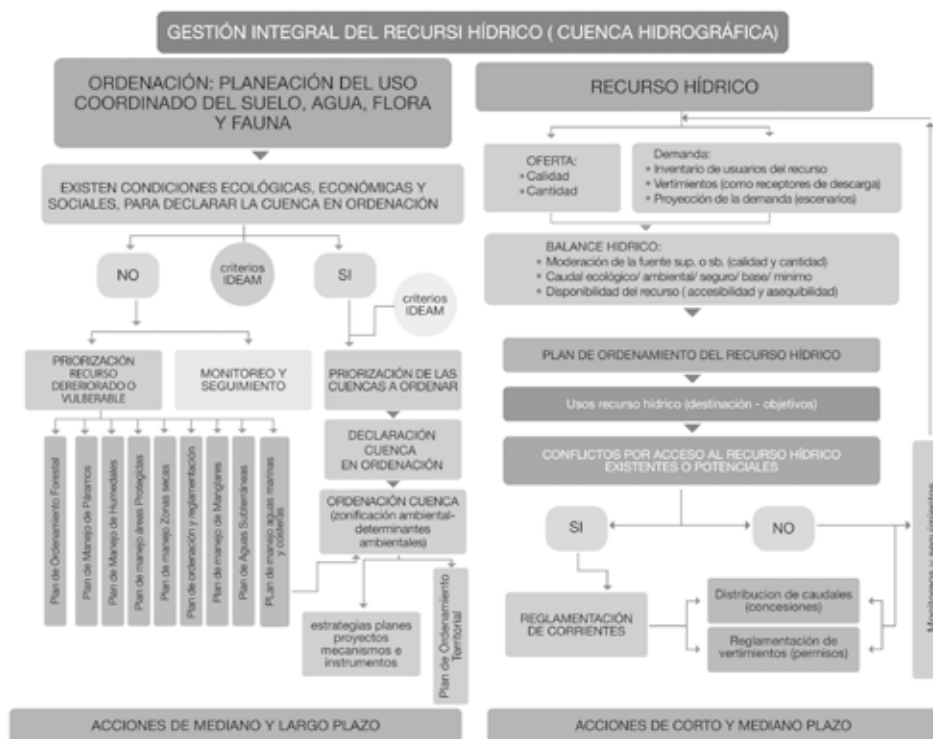 GESTIÓN INTEGRAL DEL RECURSI HÍDRICO ( CUENCA HIDROGRÁFICA)
ORDENACIÓN: PLANEACIÓN DEL USO
COORDINADO DEL SUELO, AGUA, FLORA
Y FAUNA
EXISTEN CONDICIONES ECOLÓGICAS, ECONÓMICAS Y
SOCIALES, PARA DECLARAR LA CUENCA EN ORDENACIÓN
NO
criterios
IDEAM
SI
criterios
IDEAM
PRIORIZACIÓN
RECURSO
DERERIORADO O
VULBERABLE
MONITOREO Y
SEGUIMIENTO
PRIORIZACIÓN DE LAS
CUENCAS A ORDENAR
DECLARACIÓN
CUENCA
EN ORDENACIÓN
ORDENACIÓN CUENCA
(zonificación ambiental-
determinantes
ambientales)
Plan de Ordenamiento Forestal
Plan de Manejo de Páramos
Plan de Manejo de Humedales
Plan de manejo áreas Protegidas
Plan de manejo Zonas secas
Plan de ordenación y reglamentación
Plan de manejo de Manglares
Plan de Aguas Subterráneas
PLan de manejo aguas marinas
y costeñas
estrategias planes
proyectos
mecanismos e
instrumentos
Plan de Ordenamiento
Territorial
ACCIONES DE MEDIANO Y LARGO PLAZO
RECURSO HÍDRICO
OFERTA:
• Calidad
• Cantidad
Demanda:
• Inventario de usuarios del recurso
• Vertimientos (como receptores de descarga)
• Proyección de la demanda (escenarios)
BALANCE HIDRICO:
• Moderación de la fuente sup. o sb. (calidad y cantidad)
• Caudal ecológico/ ambiental/ seguro/ base/ minimo
• Disponibilidad del recurso ( accesibilidad y asequibilidad)
PLAN DE ORDENAMIENTO DEL RECURSO HÍDRICO
Usos recurso hídrico (destinación - objetivos)
CONFLICTOS POR ACCESO AL RECURSO HÍDRICO
EXISTENTES O POTENCIALES
SI
NO
REGLAMENTACIÓN
DE CORRIENTES
Distribucion de caudales
(concesiones)
Reglamentación de
vertimientos (permisos)
ACCIONES DE CORTO Y MEDIANO PLAZO